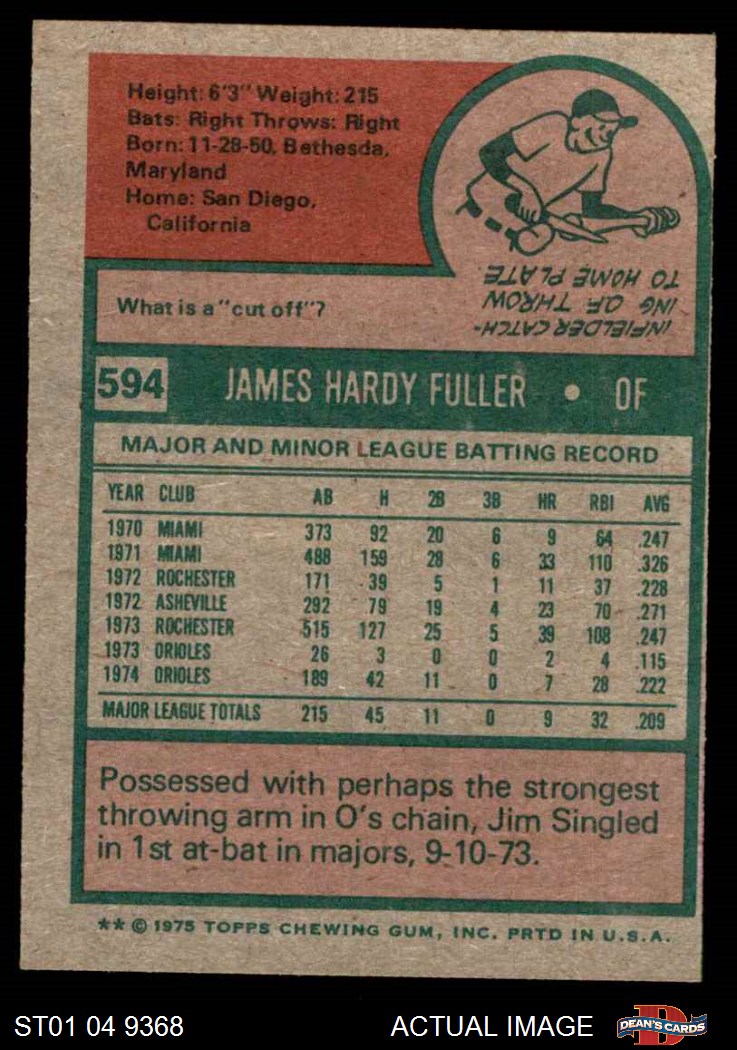 Height: 6'3" Weight: 215
Bats: Right Throws: Right
Born: 11-28-50, Bethesda,
Maryland
Home: San Diego,
California
What is a "cut off"?
INFIELDER CATCH-
ING OF THROW
TO HOME PLATE.
594 JAMES HARDY FULLER • OF
MAJOR AND MINOR LEAGUE BATTING RECORD
YEAR CLUB AB H 2B 3B HR RBI AVG
1970 MIAMI 373 92 20 6 9 64 .247
1971 MIAMI 488 159 28 6 33 110 .326
1972 ROCHESTER 171 39 5 1 11 37 .228
1972 ASHEVILLE 292 79 19 4 23 70 .271
1973 ROCHESTER 515 127 25 5 39 108 .247
1973 ORIOLES 26 3 0 0 2 4 .115
1974 ORIOLES 189 42 11 0 7 28 .222
MAJOR LEAGUE TOTALS 215 45 11 0 9 32 .209
Possessed with perhaps the strongest
throwing arm in O's chain, Jim Singled
in 1st at-bat in majors, 9-10-73.
** © 1975 TOPPS CHEWING GUM, INC. PRTD IN U.S.A.
ST01 04 9368 ACTUAL IMAGE D DEAN'S CARDS